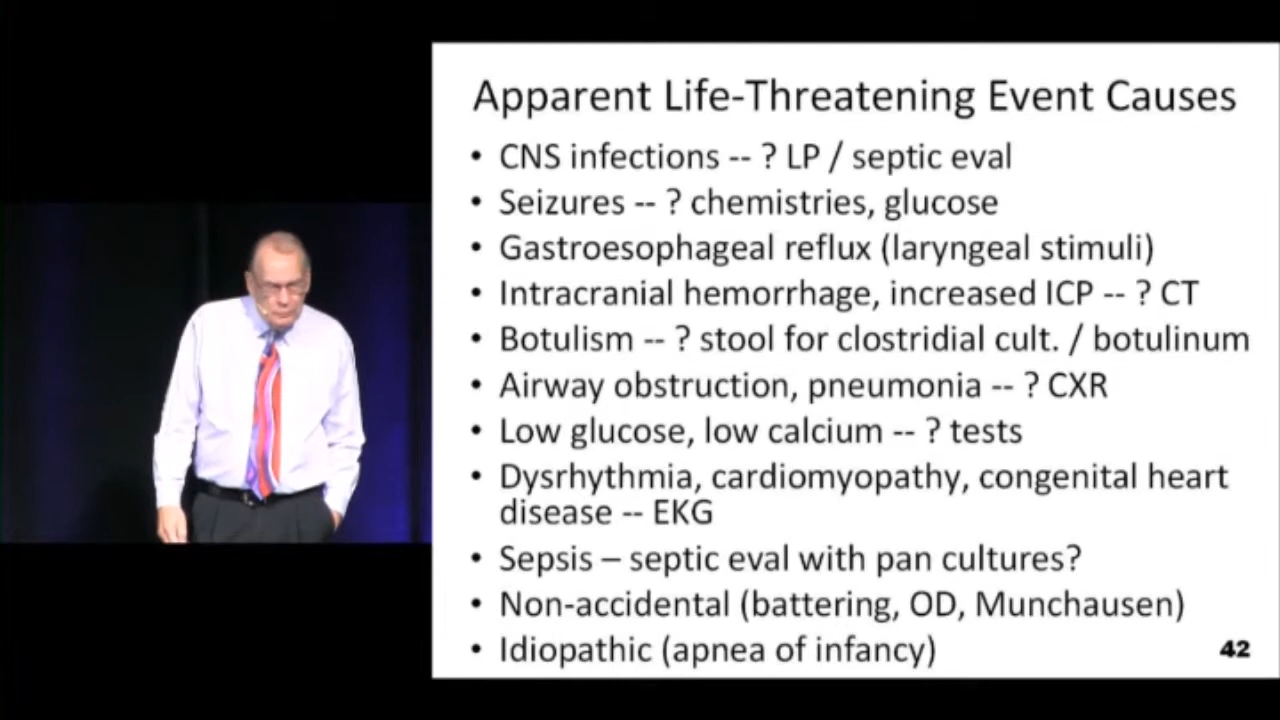 Apparent Life-Threatening Event Causes
• CNS infections -- ? LP / septic eval
• Seizures -- ? chemistries, glucose
• Gastroesophageal reflux (laryngeal stimuli)
• Intracranial hemorrhage, increased ICP -- ? CT
• Botulism -- ? stool for clostridial cult. / botulinum
• Airway obstruction, pneumonia -- ? CXR
• Low glucose, low calcium -- ? tests
• Dysrhythmia, cardiomyopathy, congenital heart
disease -- EKG
• Sepsis – septic eval with pan cultures?
• Non-accidental (battering, OD, Munchausen)
• Idiopathic (apnea of infancy)
42